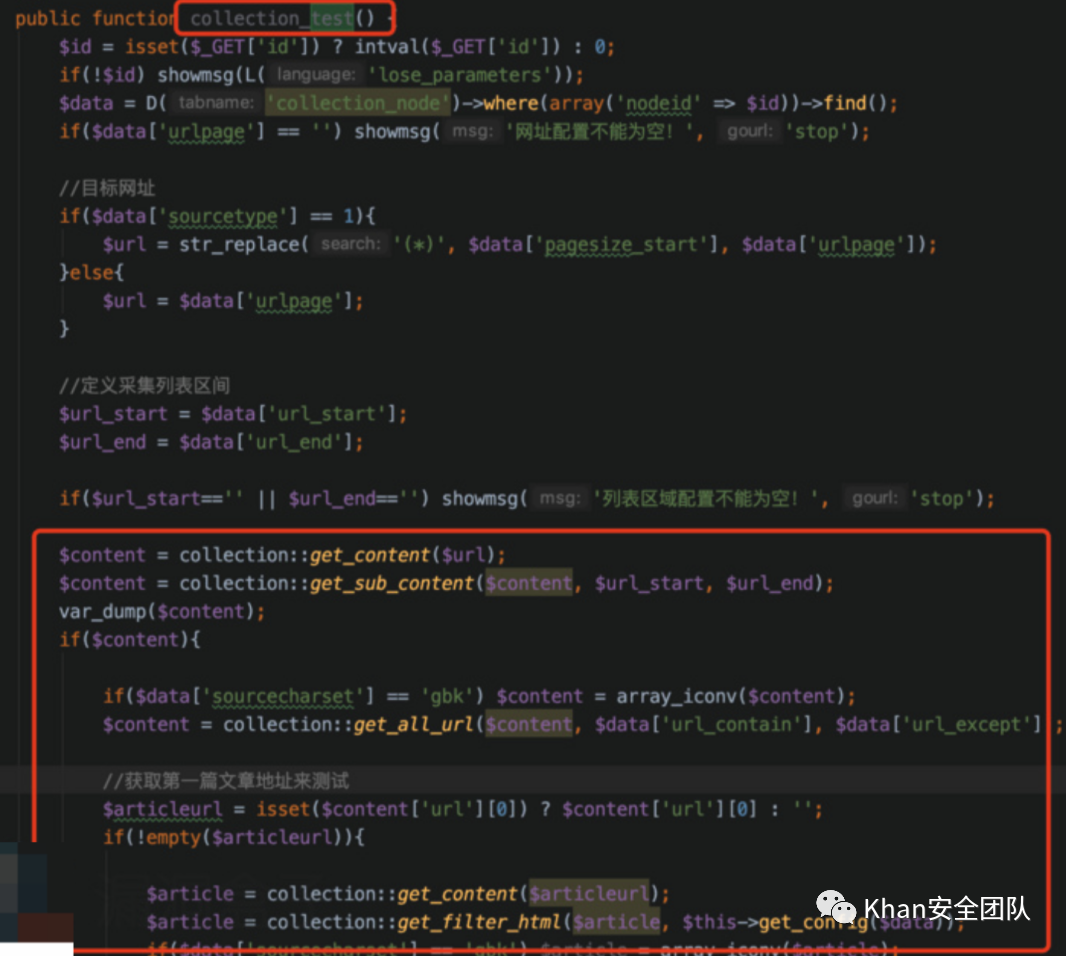 public function collection_test() {
$id = isset($_GET['id']) ? intval($_GET['id']) : 0;
if(!$id) showmsg(L( language: 'lose_parameters'));
$data = D( tabname: 'collection_node')->where(array('nodeid' => $id))->find();
if($data['urlpage'] == '') showmsg( msg: '网址配置不能为空！', gourl: 'stop');
//目标网址
if($data['sourcetype'] == 1){
$url = str_replace( search: '(*)', $data['pagesize_start'], $data['urlpage']);
}else{
$url = $data['urlpage'];
}
//定义采集列表区间
$url_start = $data['url_start'];
$url_end = $data['url_end'];
if($url_start=='' || $url_end=='') showmsg( msg: '列表区域配置不能为空！', gourl: 'stop');
$content = collection::get_content($url);
$content = collection::get_sub_content($content, $url_start, $url_end);
var_dump($content);
if($content){
if($data['sourcecharset'] == 'gbk') $content = array_iconv($content);
$content = collection::get_all_url($content, $data['url_contain'], $data['url_except'] ;
//获取第一篇文章地址来测试
$articleurl = isset($content['url'][0]) ? $content['url'][0] : '';
if(!empty($articleurl)){
$article = collection::get_content($articleurl);
$article = collection::get_filter_html($article, $this->get_config($data));
if($data['sourcecharset'] == 'gbk') $article = array_iconv($article);
Khan安全团队